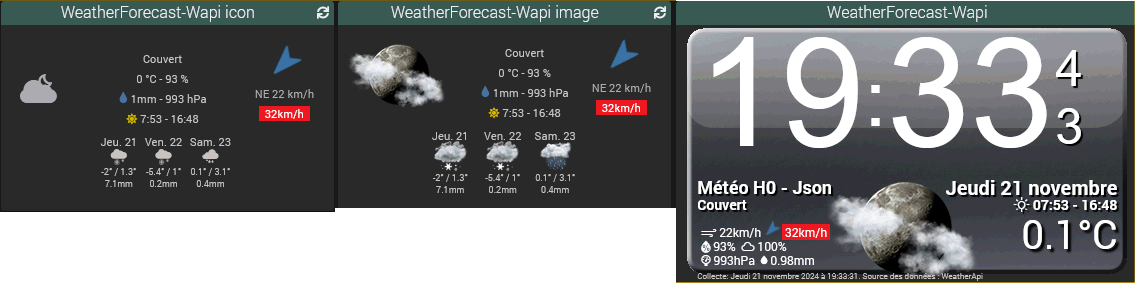 WeatherForecast-Wapi icon
Couvert
0 °C - 93 %
1mm - 993 hPa
7:53 - 16:48
NE 22 km/h
32km/h
Jeu. 21 Ven. 22 Sam. 23
-2° / 1.3° -5.4° / 1° 0.1° / 3.1°
7.1mm 0.2mm 0.4mm
WeatherForecast-Wapi image
Couvert
0 °C - 93 %
1mm - 993 hPa
7:53 - 16:48
NE 22 km/h
32km/h
Jeu. 21 Ven. 22 Sam. 23
-2° / 1.3° -5.4° / 1° 0.1° / 3.1°
7.1mm 0.2mm 0.4mm
WeatherForecast-Wapi
19:33 4
3
Météo H0 - Json Jeudi 21 novembre
Couvert 07:53 - 16:48
22km/h 32km/h 0.1°C
93% 100%
993hPa 0.98mm
Collecte: Jeudi 21 novembre 2024 à 19:33:31. Source des données : WeatherApi